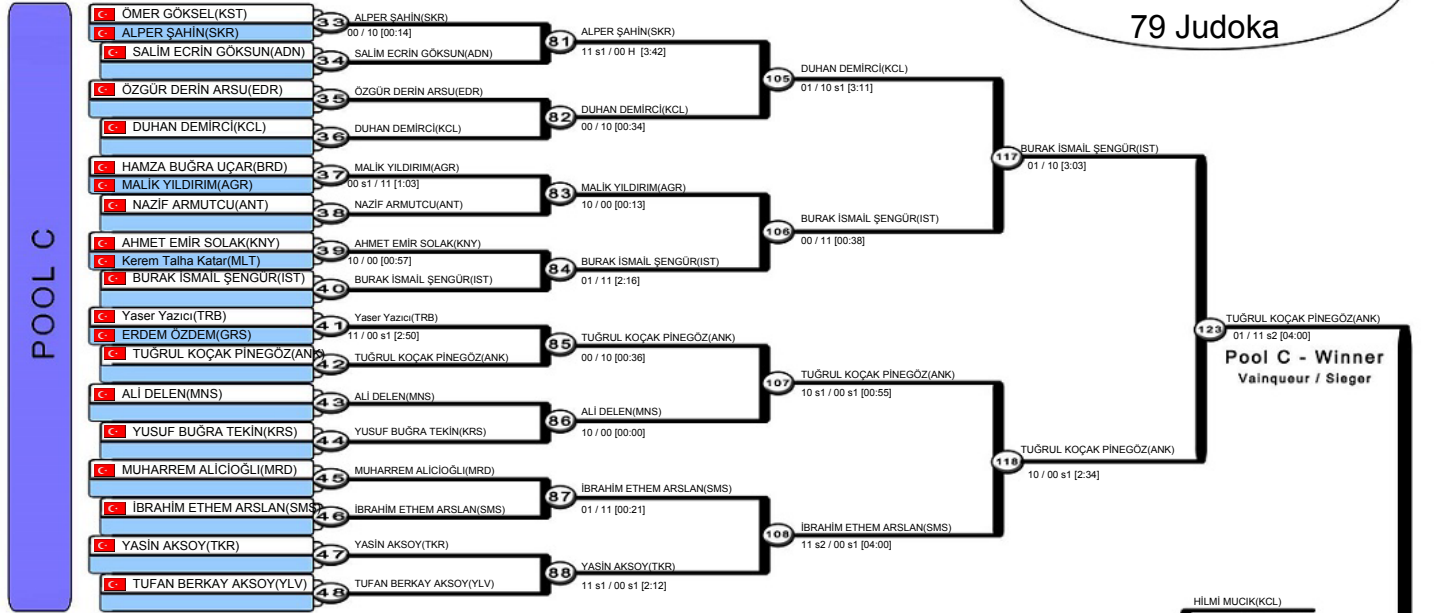 79 Judoka
POOL C
ÖMER GÖKSEL(KST)
ALPER ŞAHİN(SKR)
SALİM ECRİN GÖKSUN(ADN)
ÖZGÜR DERİN ARSU(EDR)
DUHAN DEMİRCİ(KCL)
HAMZA BUĞRA UÇAR(BRD)
MALİK YILDIRIM(AGR)
NAZİF ARMUTCU(ANT)
AHMET EMİR SOLAK(KNY)
Kerem Talha Katar(MLT)
BURAK İSMAİL ŞENGÜR(IST)
Yaser Yazıcı(TRB)
ERDEM ÖZDEM(GRS)
TUĞRUL KOÇAK PİNEGÖZ(ANK)
ALİ DELEN(MNS)
YUSUF BUĞRA TEKİN(KRS)
MUHARREM ALİCİOĞLI(MRD)
İBRAHİM ETHEM ARSLAN(SMS)
YASİN AKSOY(TKR)
TUFAN BERKAY AKSOY(YLV)
33 ALPER ŞAHİN(SKR)
00 / 10 [00:14]
34 SALİM ECRİN GÖKSUN(ADN)
35 ÖZGÜR DERİN ARSU(EDR)
36 DUHAN DEMİRCİ(KCL)
37 MALİK YILDIRIM(AGR)
00 s1 / 11 [1:03]
38 NAZİF ARMUTCU(ANT)
39 AHMET EMİR SOLAK(KNY)
10 / 00 [00:57]
40 BURAK İSMAİL ŞENGÜR(IST)
41 Yaser Yazıcı(TRB)
11 / 00 s1 [2:50]
42 TUĞRUL KOÇAK PİNEGÖZ(ANK)
43 ALİ DELEN(MNS)
44 YUSUF BUĞRA TEKİN(KRS)
45 MUHARREM ALİCİOĞLI(MRD)
46 İBRAHİM ETHEM ARSLAN(SMS)
47 YASİN AKSOY(TKR)
48 TUFAN BERKAY AKSOY(YLV)
81 ALPER ŞAHİN(SKR)
11 s1 / 00 H [3:42]
82 DUHAN DEMİRCİ(KCL)
00 / 10 [00:34]
83 MALİK YILDIRIM(AGR)
10 / 00 [00:13]
84 BURAK İSMAİL ŞENGÜR(IST)
01 / 11 [2:16]
85 TUĞRUL KOÇAK PİNEGÖZ(ANK)
00 / 10 [00:36]
86 ALİ DELEN(MNS)
10 / 00 [00:00]
87 İBRAHİM ETHEM ARSLAN(SMS)
01 / 11 [00:21]
88 YASİN AKSOY(TKR)
11 s1 / 00 s1 [2:12]
105 DUHAN DEMİRCİ(KCL)
01 / 10 s1 [3:11]
106 BURAK İSMAİL ŞENGÜR(IST)
00 / 11 [00:38]
107 TUĞRUL KOÇAK PİNEGÖZ(ANK)
10 s1 / 00 s1 [00:55]
108 İBRAHİM ETHEM ARSLAN(SMS)
11 s2 / 00 s1 [04:00]
117 BURAK İSMAİL ŞENGÜR(IST)
01 / 10 [3:03]
118 TUĞRUL KOÇAK PİNEGÖZ(ANK)
10 / 00 s1 [2:34]
123 TUĞRUL KOÇAK PİNEGÖZ(ANK)
01 / 11 s2 [04:00]
Pool C - Winner
Vainqueur / Sieger
HİLMİ MUCIK(KCL)